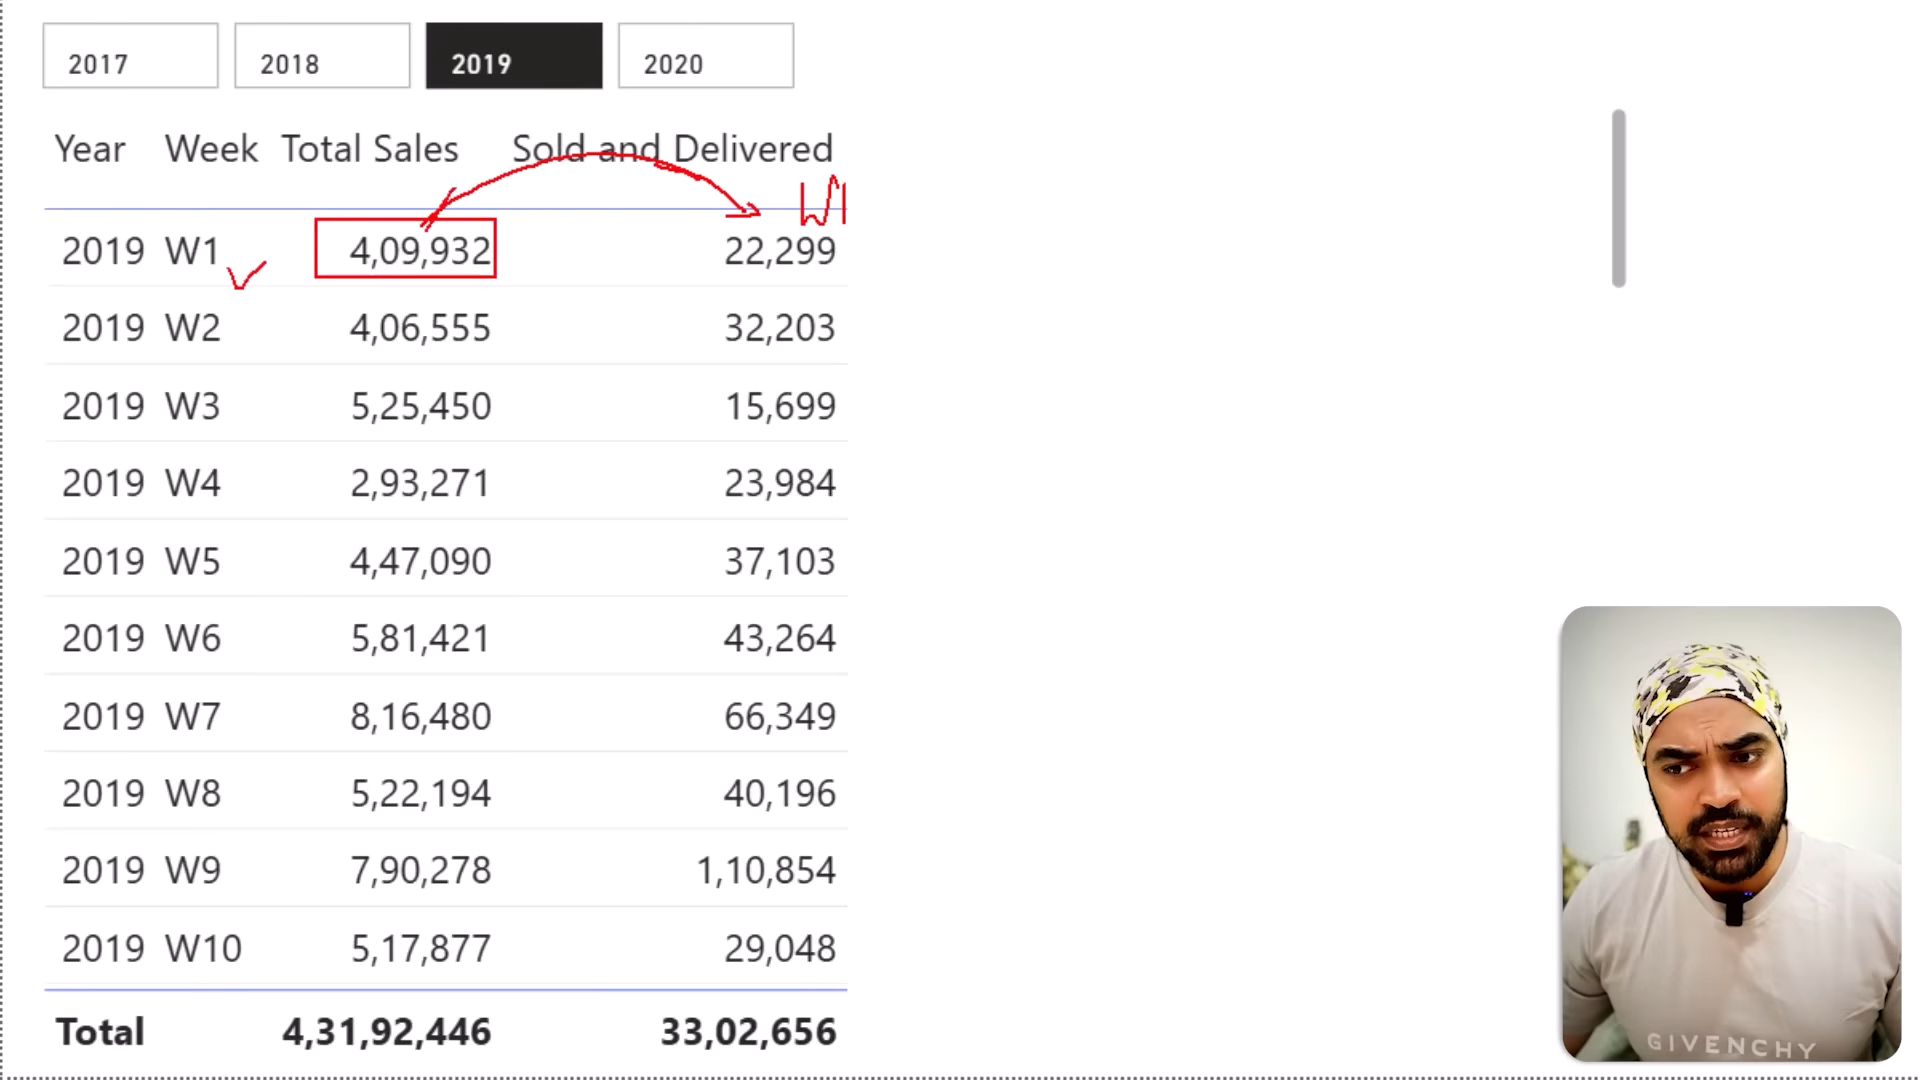 2017 2018 2019 2020
Year Week Total Sales Sold and Delivered
W1
2019 W1 4,09,932 22,299
2019 W2 4,06,555 32,203
2019 W3 5,25,450 15,699
2019 W4 2,93,271 23,984
2019 W5 4,47,090 37,103
2019 W6 5,81,421 43,264
2019 W7 8,16,480 66,349
2019 W8 5,22,194 40,196
2019 W9 7,90,278 1,10,854
2019 W10 5,17,877 29,048
Total 4,31,92,446 33,02,656
GIVENCHY